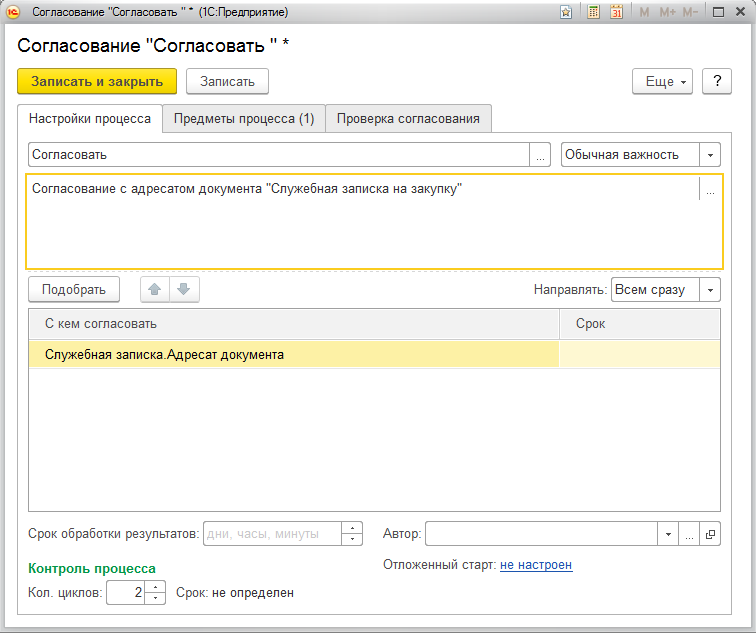 Согласование "Согласовать " * (1С:Предприятие)
31 M M+ M-
Согласование "Согласовать " *
Записать и закрыть Записать Еще ?
Настройки процесса Предметы процесса (1) Проверка согласования
Согласовать ... Обычная важность
Согласование с адресатом документа "Служебная записка на закупку" ...
Подобрать Направлять: Всем сразу
С кем согласовать Срок
Служебная записка.Адресат документа
Срок обработки результатов: дни, часы, минуты Автор: ...
Отложенный старт: не настроен
Контроль процесса
Кол. циклов: 2 Срок: не определен